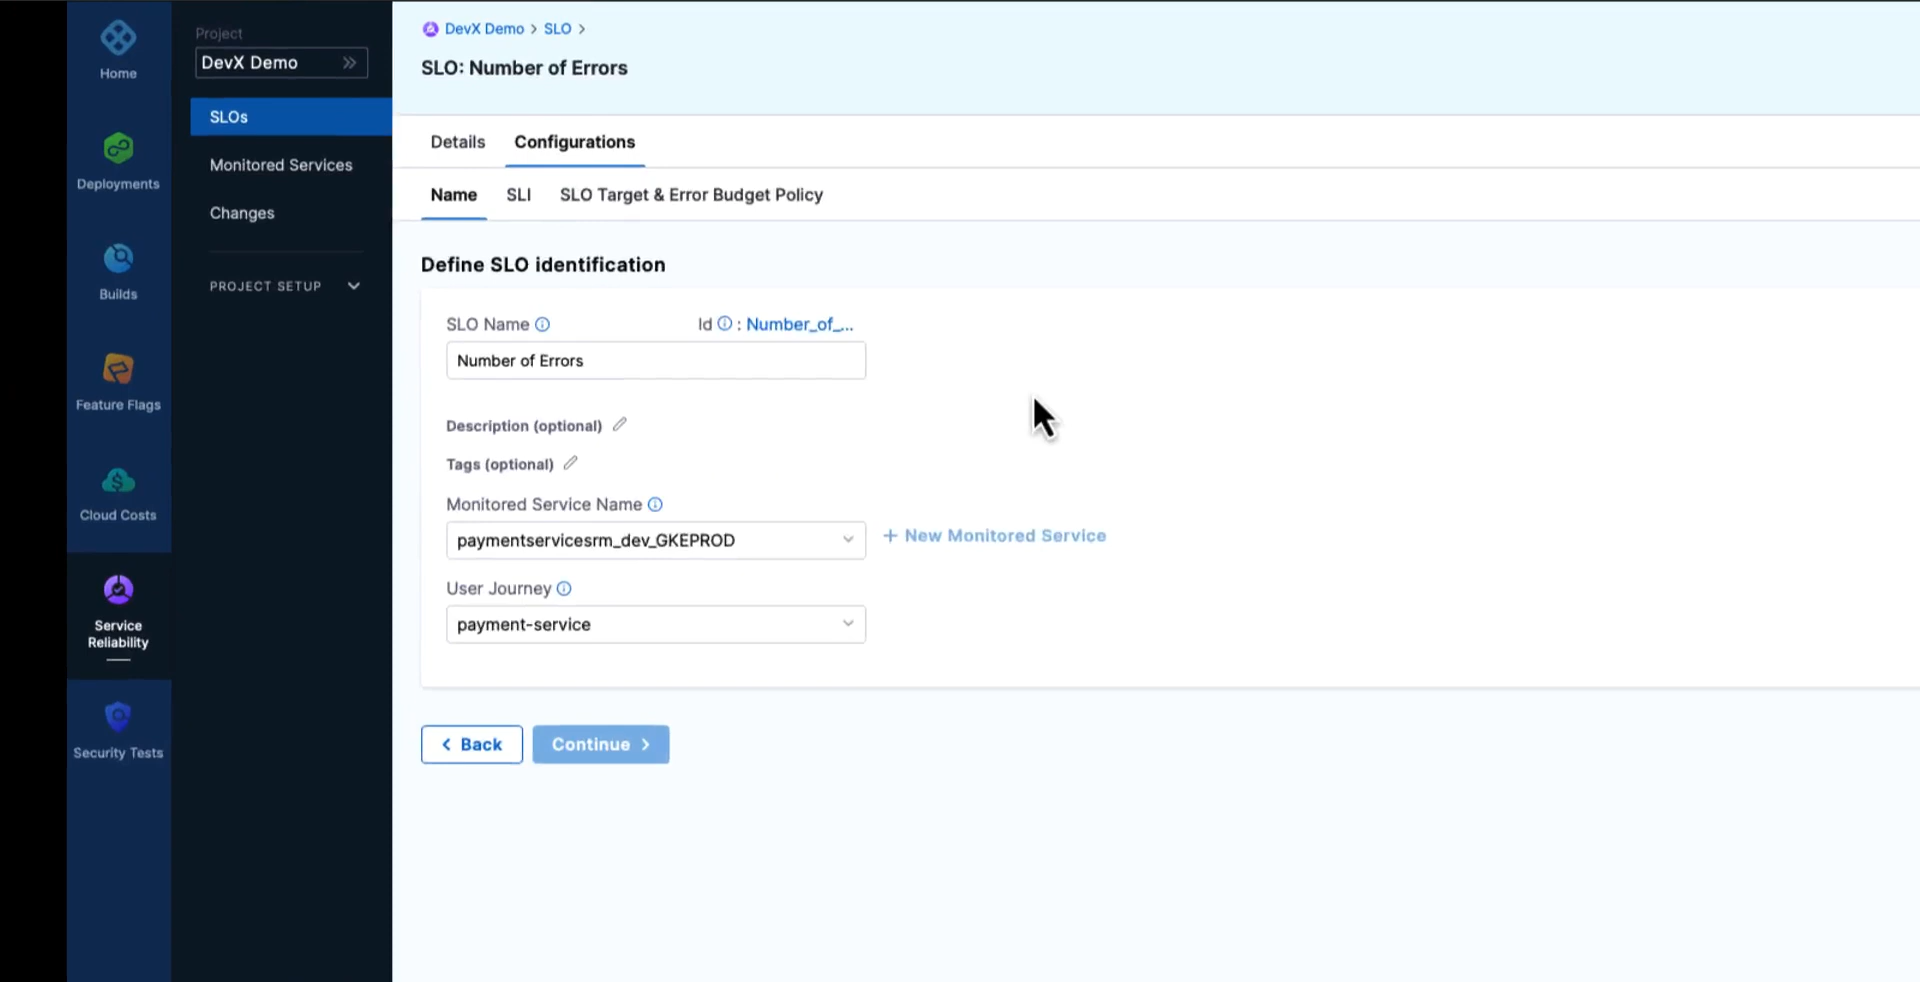 Home
Deployments
Builds
Feature Flags
Cloud Costs
Service
Reliability
Security Tests
Project
DevX Demo
SLOs
Monitored Services
Changes
PROJECT SETUP
DevX Demo > SLO >
SLO: Number of Errors
Details Configurations
Name SLI SLO Target & Error Budget Policy
Define SLO identification
SLO Name Id : Number_of_...
Number of Errors
Description (optional)
Tags (optional)
Monitored Service Name
paymentservicesrm_dev_GKEPROD + New Monitored Service
User Journey
payment-service
< Back Continue >